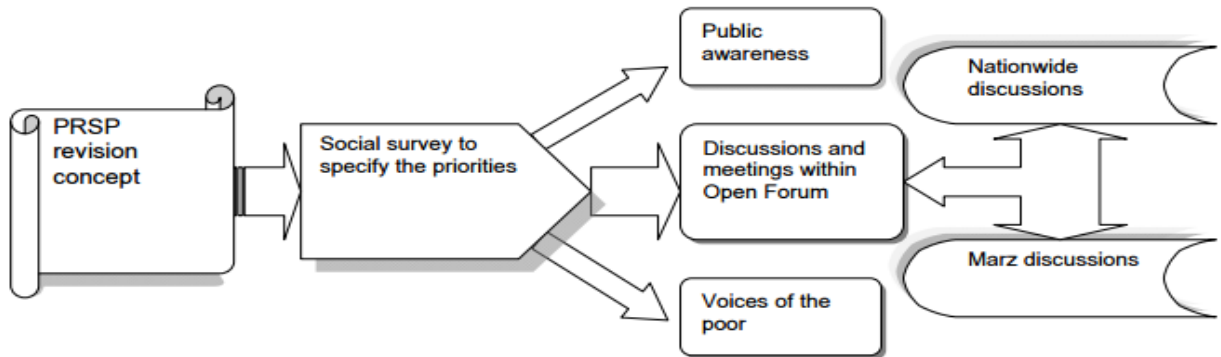 PRSP
revision
concept
Social survey to
specify the priorities
Public
awareness
Discussions and
meetings within
Open Forum
Voices of the
poor
Nationwide
discussions
Marz discussions